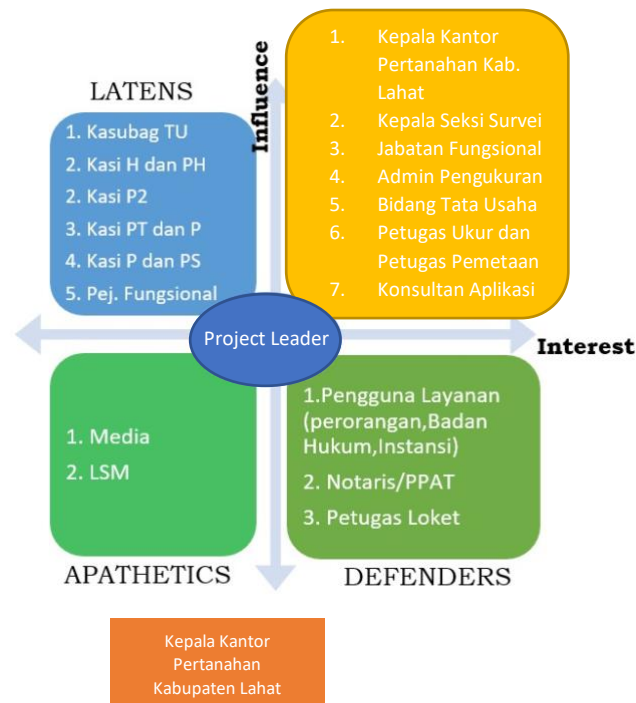 LATENS
1. Kasubag TU
2. Kasi H dan PH
2. Kasi P2
3. Kasi PT dan P
4. Kasi P dan PS
5. Pej. Fungsional
Influence
1. Kepala Kantor
Pertanahan Kab.
Lahat
2. Kepala Seksi Survei
3. Jabatan Fungsional
4. Admin Pengukuran
5. Bidang Tata Usaha
6. Petugas Ukur dan
Petugas Pemetaan
7. Konsultan Aplikasi
Project Leader
Interest
1. Media
2. LSM
APATHETICS
1.Pengguna Layanan
(perorangan,Badan
Hukum,Instansi)
2. Notaris/PPAT
3. Petugas Loket
DEFENDERS
Kepala Kantor
Pertanahan
Kabupaten Lahat